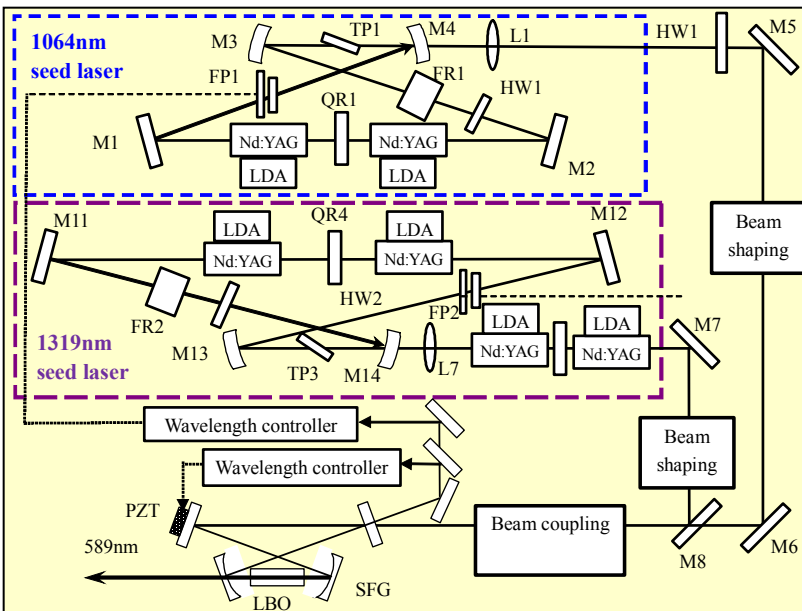 1064nm
seed laser
M3
TP1
M4
L1
HW1
M5
FP1
FR1
HW1
QR1
M1
Nd:YAG
Nd:YAG
LDA
LDA
M2
M11
LDA
QR4
LDA
M12
Nd:YAG
Nd:YAG
Beam
shaping
FR2
HW2
FP2
LDA
LDA
M7
M13
Nd:YAG
Nd:YAG
1319nm
seed laser
TP3
M14
L7
Wavelength controller
Wavelength controller
Beam
shaping
PZT
Beam coupling
M8
M6
589nm
LBO
SFG